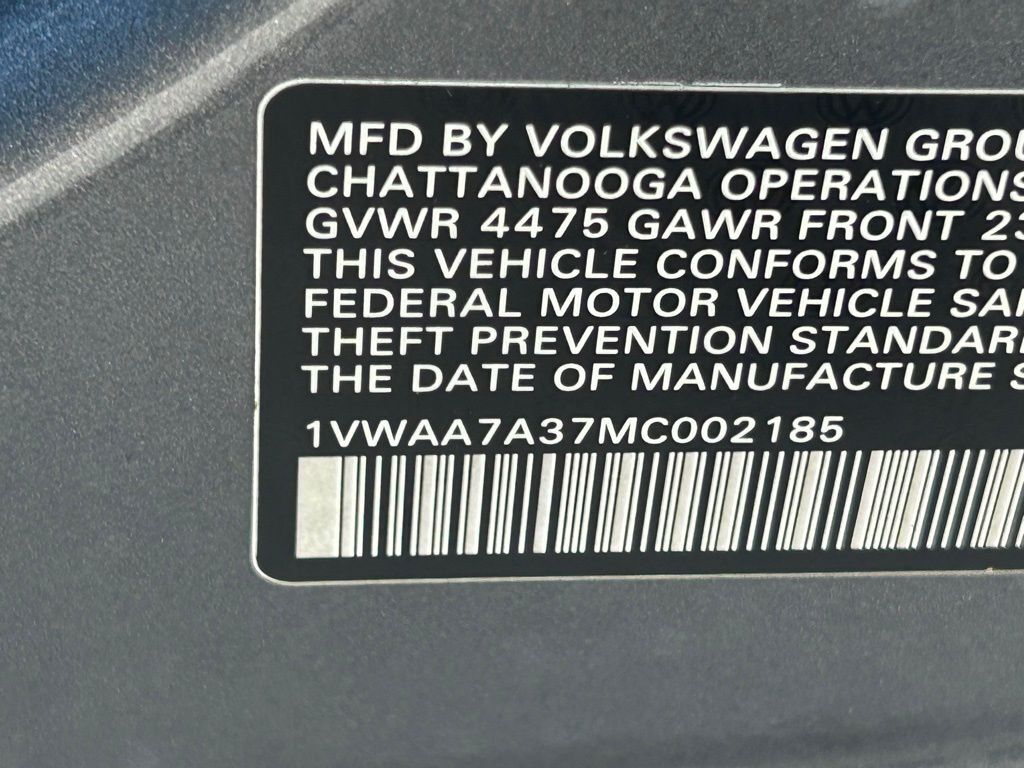 MFD BY VOLKSWAGEN GROU
CHATTANOOGA OPERATIONS
GVWR 4475 GAWR FRONT 23
THIS VEHICLE CONFORMS TO
FEDERAL MOTOR VEHICLE SA
THEFT PREVENTION STANDAR
THE DATE OF MANUFACTURE S
1VWAA7A37MC002185